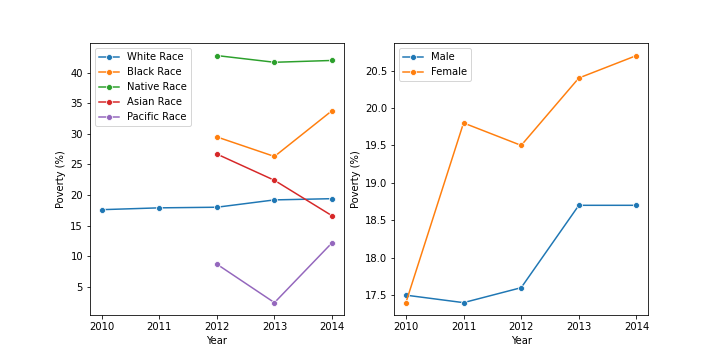 White Race
Black Race
Native Race
Asian Race
Pacific Race
Poverty (%)
40
35
30
25
20
15
10
5
2010 2011 2012 2013 2014
Year
Male
Female
Poverty (%)
20.5
20.0
19.5
19.0
18.5
18.0
17.5
2010 2011 2012 2013 2014
Year